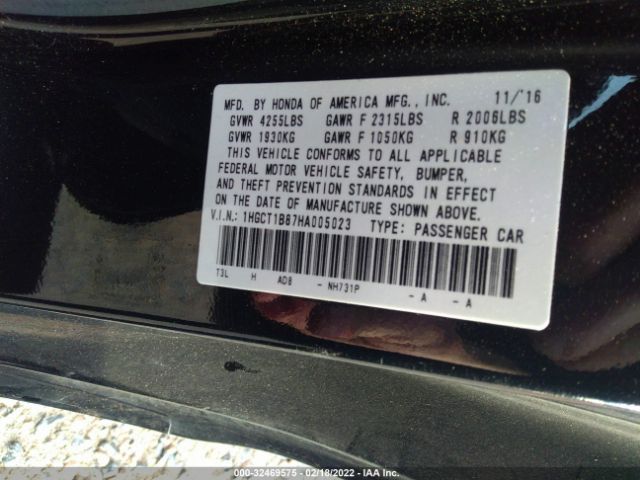 MFD. BY HONDA OF AMERICA MFG., INC. 11/'16
GVWR 4255LBS GAWR F 2315LBS R 2006LBS
GVWR 1930KG GAWR F 1050KG R 910KG
THIS VEHICLE CONFORMS TO ALL APPLICABLE
FEDERAL MOTOR VEHICLE SAFETY, BUMPER,
AND THEFT PREVENTION STANDARDS IN EFFECT
ON THE DATE OF MANUFACTURE SHOWN ABOVE.
V.I.N.: 1HGCT1B87HA005023 TYPE: PASSENGER CAR
T3L H AD8 - NH731P - A - A
000-32469575 - 02/18/2022 - IAA Inc.